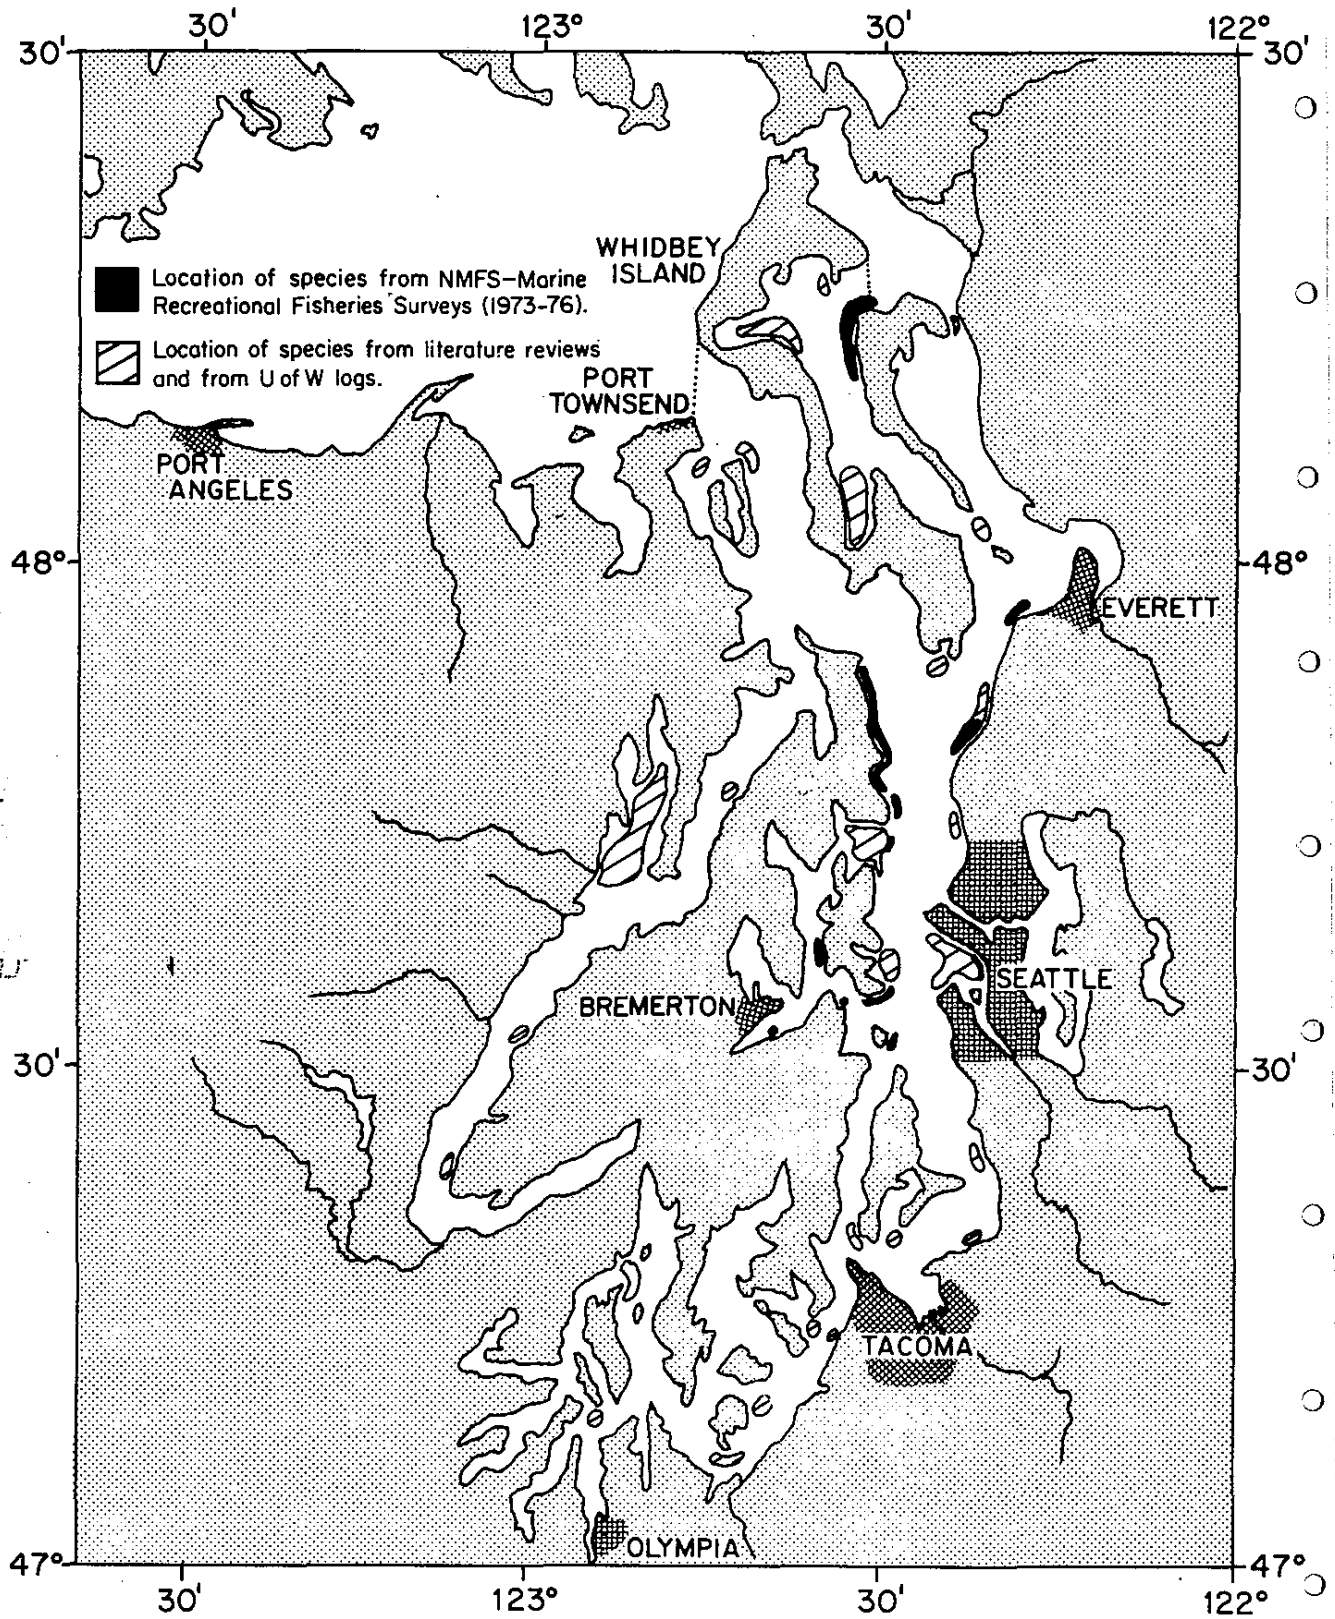 30' 123° 30' 122°
30' 30'
WHIDBEY
ISLAND
Location of species from NMFS-Marine
Recreational Fisheries Surveys (1973-76).
Location of species from literature reviews
and from U of W logs.
PORT
TOWNSEND
PORT
ANGELES
48° 48°
EVERETT
SEATTLE
BREMERTON
30' 30'
TACOMA
OLYMPIA
47° 47°
30' 123° 30' 122°